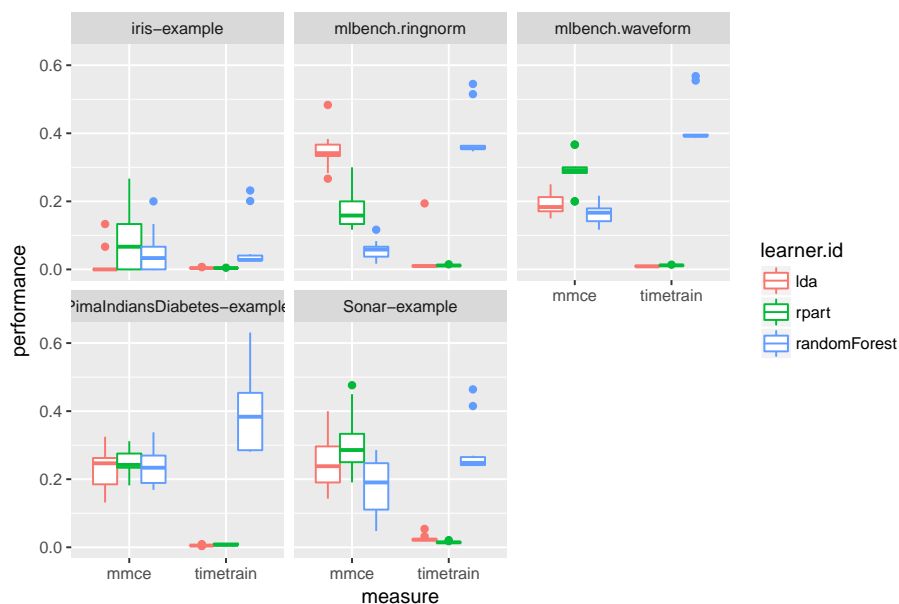 iris-example
mlbench.ringnorm
mlbench.waveform
0.6
0.4
0.2
0.0
mmce
timetrain
PimaIndiansDiabetes-example
Sonar-example
0.6
0.4
0.2
0.0
mmce
timetrain
mmce
timetrain
measure
performance
learner.id
lda
rpart
randomForest